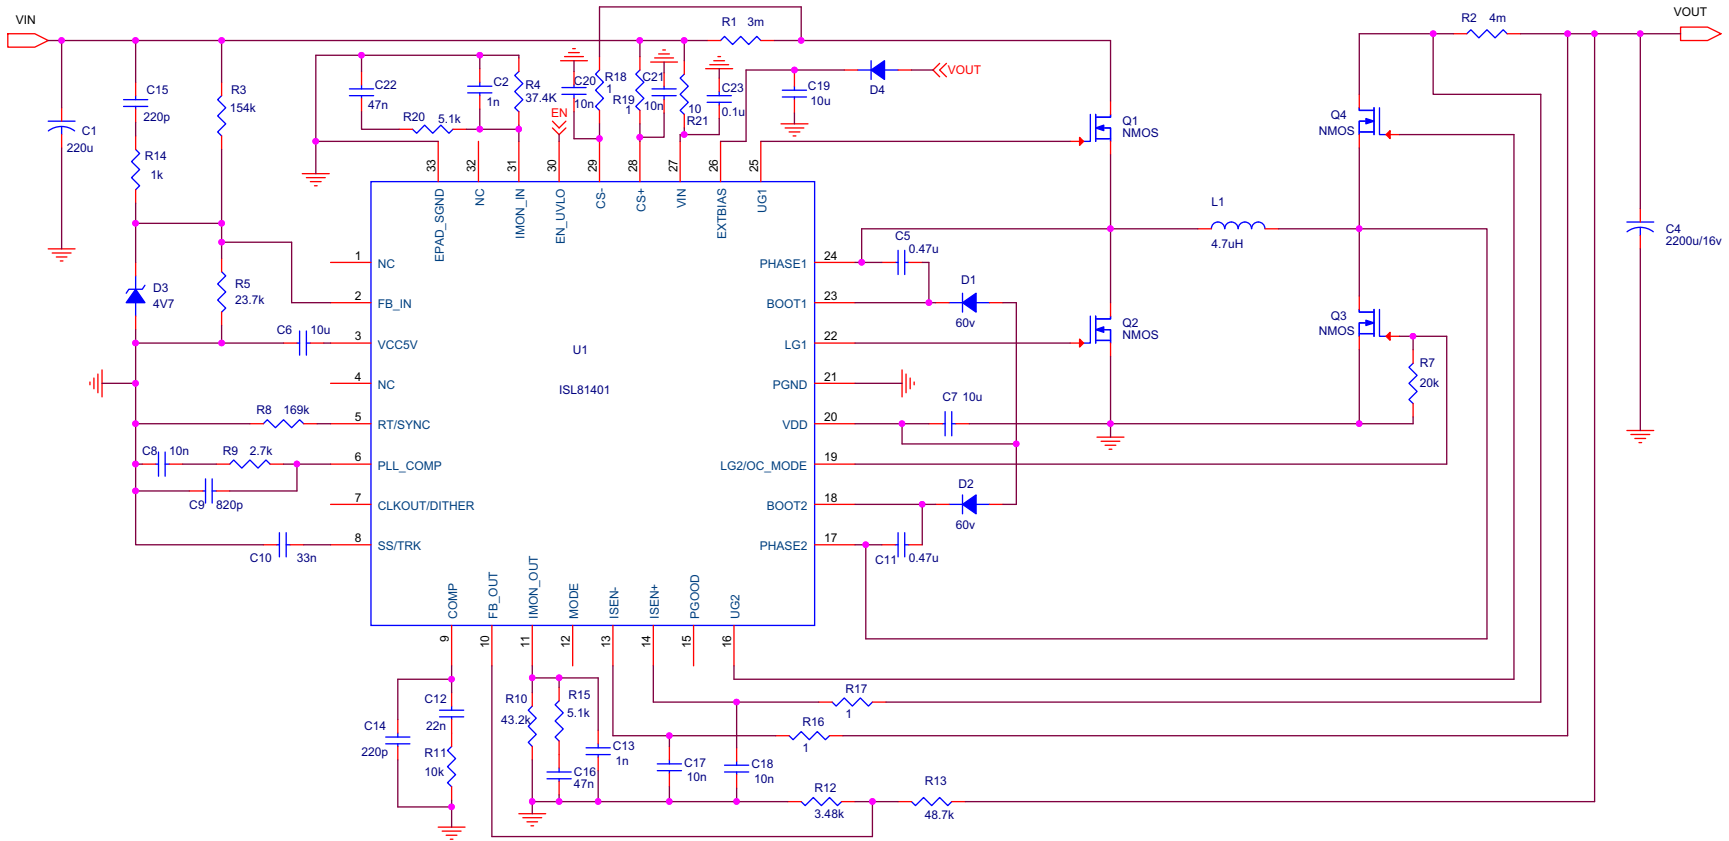 VIN
R1 3m
R2 4m
VOUT
C15
220p
R3
154k
C22
47n
C2
1n
R4
37.4K
C20
10n
R18
1
C21
10n
R19
1
10
R21
C23
0.1u
C19
10u
D4
VOUT
C1
220u
R20 5.1k
EN
Q1
NMOS
Q4
NMOS
R14
1k
33
32
31
30
29
28
27
26
25
EPAD_SGND
NC
IMON_IN
EN_UVLO
CS-
CS+
VIN
EXTBIAS
UG1
L1
4.7uH
C4
2200u/16v
C5
0.47u
1
NC
24
PHASE1
D3
4V7
R5
23.7k
2
FB_IN
23
BOOT1
D1
60v
C6 10u
3
VCC5V
U1
ISL81401
22
LG1
Q2
NMOS
Q3
NMOS
R7
20k
4
NC
21
PGND
R8 169k
5
RT/SYNC
20
VDD
C7 10u
C8 10n
R9 2.7k
6
PLL_COMP
19
LG2/OC_MODE
C9 820p
7
CLKOUT/DITHER
18
BOOT2
D2
60v
C10 33n
8
SS/TRK
17
PHASE2
C11 0.47u
COMP
FB_OUT
IMON_OUT
MODE
ISEN-
ISEN+
PGOOD
UG2
9
10
11
12
13
14
15
16
C12
22n
C14
220p
R11
10k
R10
43.2k
R15
5.1k
C13
1n
C16
47n
C17
10n
C18
10n
R17
1
R16
1
R12
3.48k
R13
48.7k